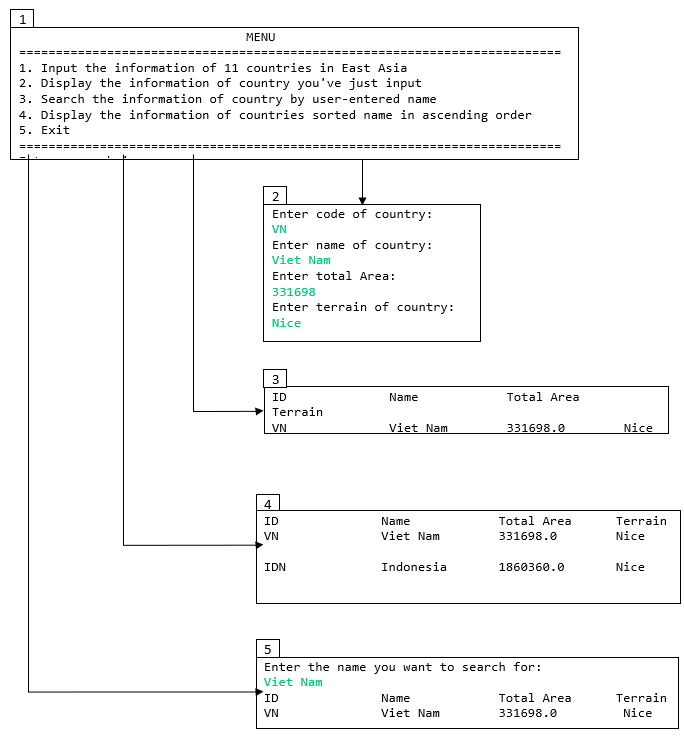 1
MENU
==========================================================================
1. Input the information of 11 countries in East Asia
2. Display the information of country you've just input
3. Search the information of country by user-entered name
4. Display the information of countries sorted name in ascending order
5. Exit
==========================================================================
2
Enter code of country:
VN
Enter name of country:
Viet Nam
Enter total Area:
331698
Enter terrain of country:
Nice
3
ID Name Total Area
Terrain
VN Viet Nam 331698.0 Nice
4
ID Name Total Area Terrain
VN Viet Nam 331698.0 Nice
IDN Indonesia 1860360.0 Nice
5
Enter the name you want to search for:
Viet Nam
ID Name Total Area Terrain
VN Viet Nam 331698.0 Nice